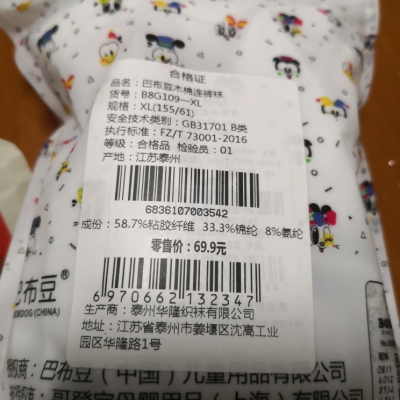 合格证
品名：巴布豆木棉连裤袜
货号：B8G109—XL
规格：XL(155/61)
安全技术类别：GB31701 B类
执行标准：FZ/T 73001-2016
等级：合格品 检验员：01
产地：江苏泰州
6836107003542
成份：58.7%粘胶纤维 33.3%锦纶 8%氨纶
零售价：69.9元
6970662132347
生产商：泰州华隆织袜有限公司
地址：江苏省泰州市姜堰区沈高工业
园区华隆路1号
巴布豆®
BOBDOG(CHINA)
授权商：巴布豆（中国）儿童用品有限公司